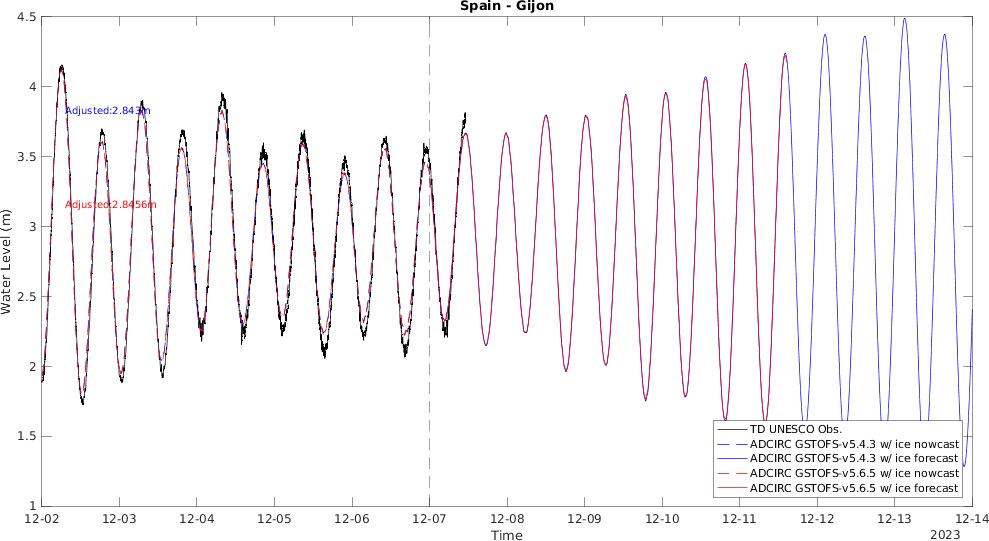 Spain - Gijon
4.5
4
3.5
3
2.5
2
1.5
1
Water Level (m)
Adjusted:2.843m
Adjusted:2.8456m
TD UNESCO Obs.
ADCIRC GSTOFS-v5.4.3 w/ ice nowcast
ADCIRC GSTOFS-v5.4.3 w/ ice forecast
ADCIRC GSTOFS-v5.6.5 w/ ice nowcast
ADCIRC GSTOFS-v5.6.5 w/ ice forecast
12-02 12-03 12-04 12-05 12-06 12-07 12-08 12-09 12-10 12-11 12-12 12-13 12-14
Time
2023